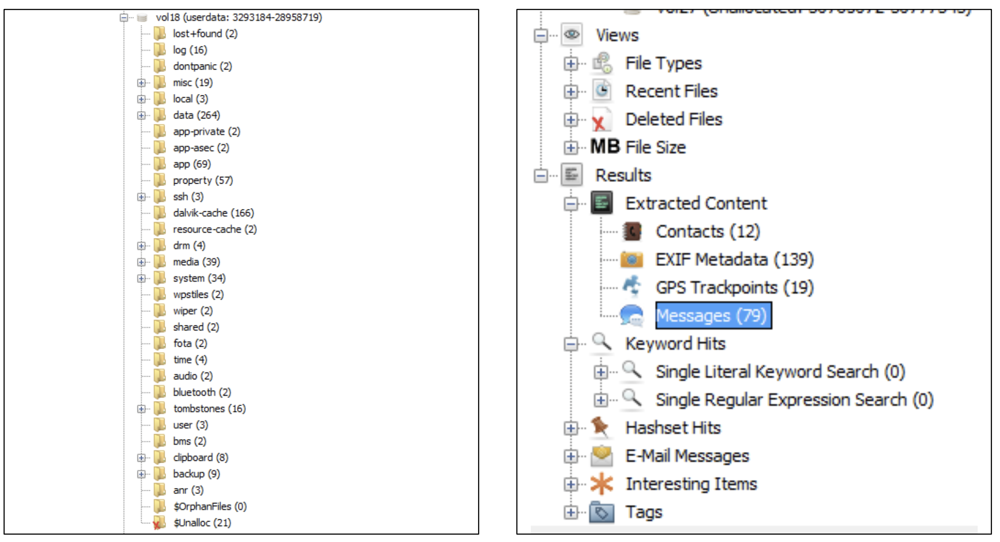 vol18 (userdata: 3293184-28958719)
lost+found (2)
log (16)
dontpanic (2)
misc (19)
local (3)
data (264)
app-private (2)
app-asec (2)
app (69)
property (57)
ssh (3)
dalvik-cache (166)
resource-cache (2)
drm (4)
media (39)
system (34)
wpstiles (2)
wiper (2)
shared (2)
fota (2)
time (4)
audio (2)
bluetooth (2)
tombstones (16)
user (3)
bms (2)
clipboard (8)
backup (9)
anr (3)
$OrphanFiles (0)
$Unalloc (21)
Views
File Types
Recent Files
Deleted Files
MB File Size
Results
Extracted Content
Contacts (12)
EXIF Metadata (139)
GPS Trackpoints (19)
Messages (79)
Keyword Hits
Single Literal Keyword Search (0)
Single Regular Expression Search (0)
Hashset Hits
E-Mail Messages
Interesting Items
Tags